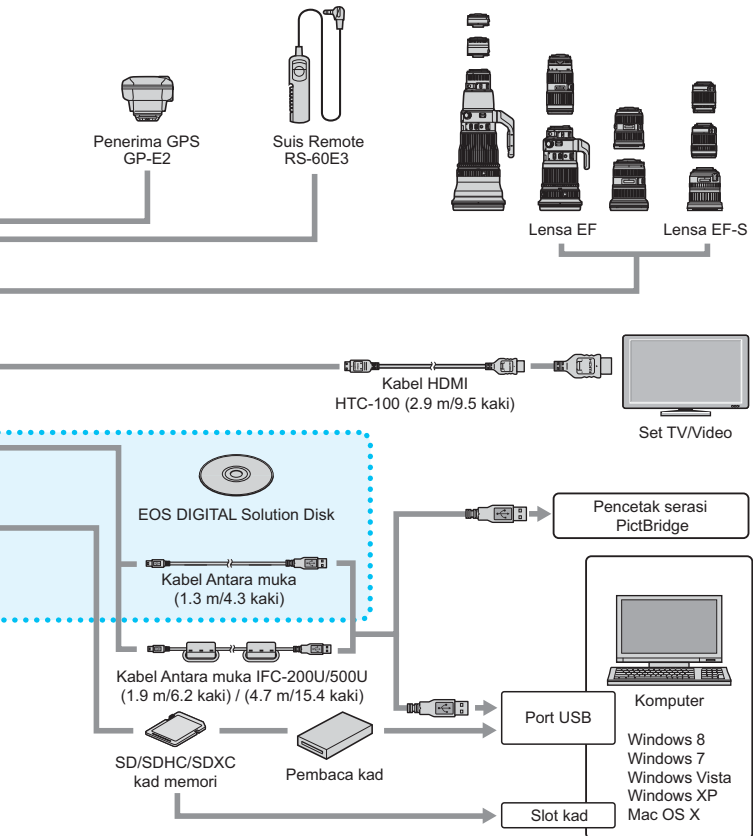 Penerima GPS
GP-E2
Suis Remote
RS-60E3
Lensa EF
Lensa EF-S
Kabel HDMI
HTC-100 (2.9 m/9.5 kaki)
Set TV/Video
EOS DIGITAL Solution Disk
Pencetak serasi
PictBridge
Kabel Antara muka
(1.3 m/4.3 kaki)
Kabel Antara muka IFC-200U/500U
(1.9 m/6.2 kaki) / (4.7 m/15.4 kaki)
Port USB
Komputer
Windows 8
Windows 7
Windows Vista
Windows XP
Mac OS X
SD/SDHC/SDXC
kad memori
Pembaca kad
Slot kad